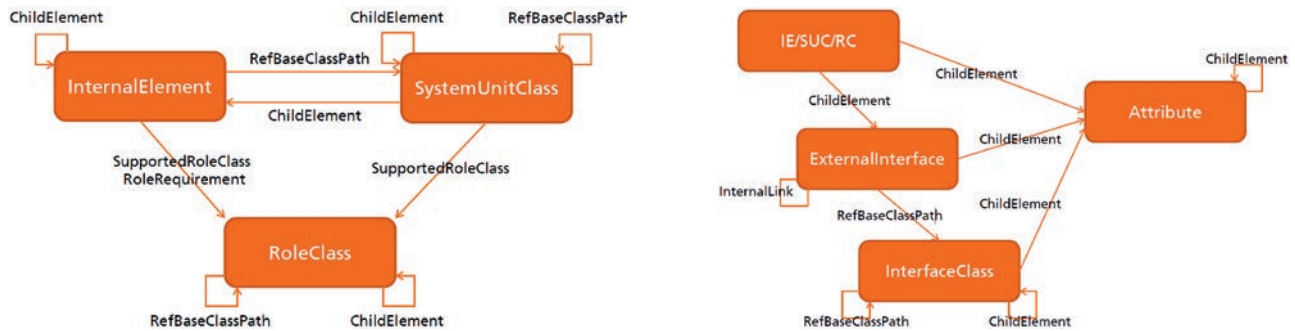 ChildElement
ChildElement
RefBaseClassPath
RefBaseClassPath
InternalElement
SystemUnitClass
ChildElement
SupportedRoleClass
RoleRequirement
SupportedRoleClass
RoleClass
RefBaseClassPath
ChildElement
IE/SUC/RC
ChildElement
ChildElement
ChildElement
Attribute
ChildElement
ExternalInterface
InternalLink
ChildElement
RefBaseClassPath
InterfaceClass
RefBaseClassPath
ChildElement